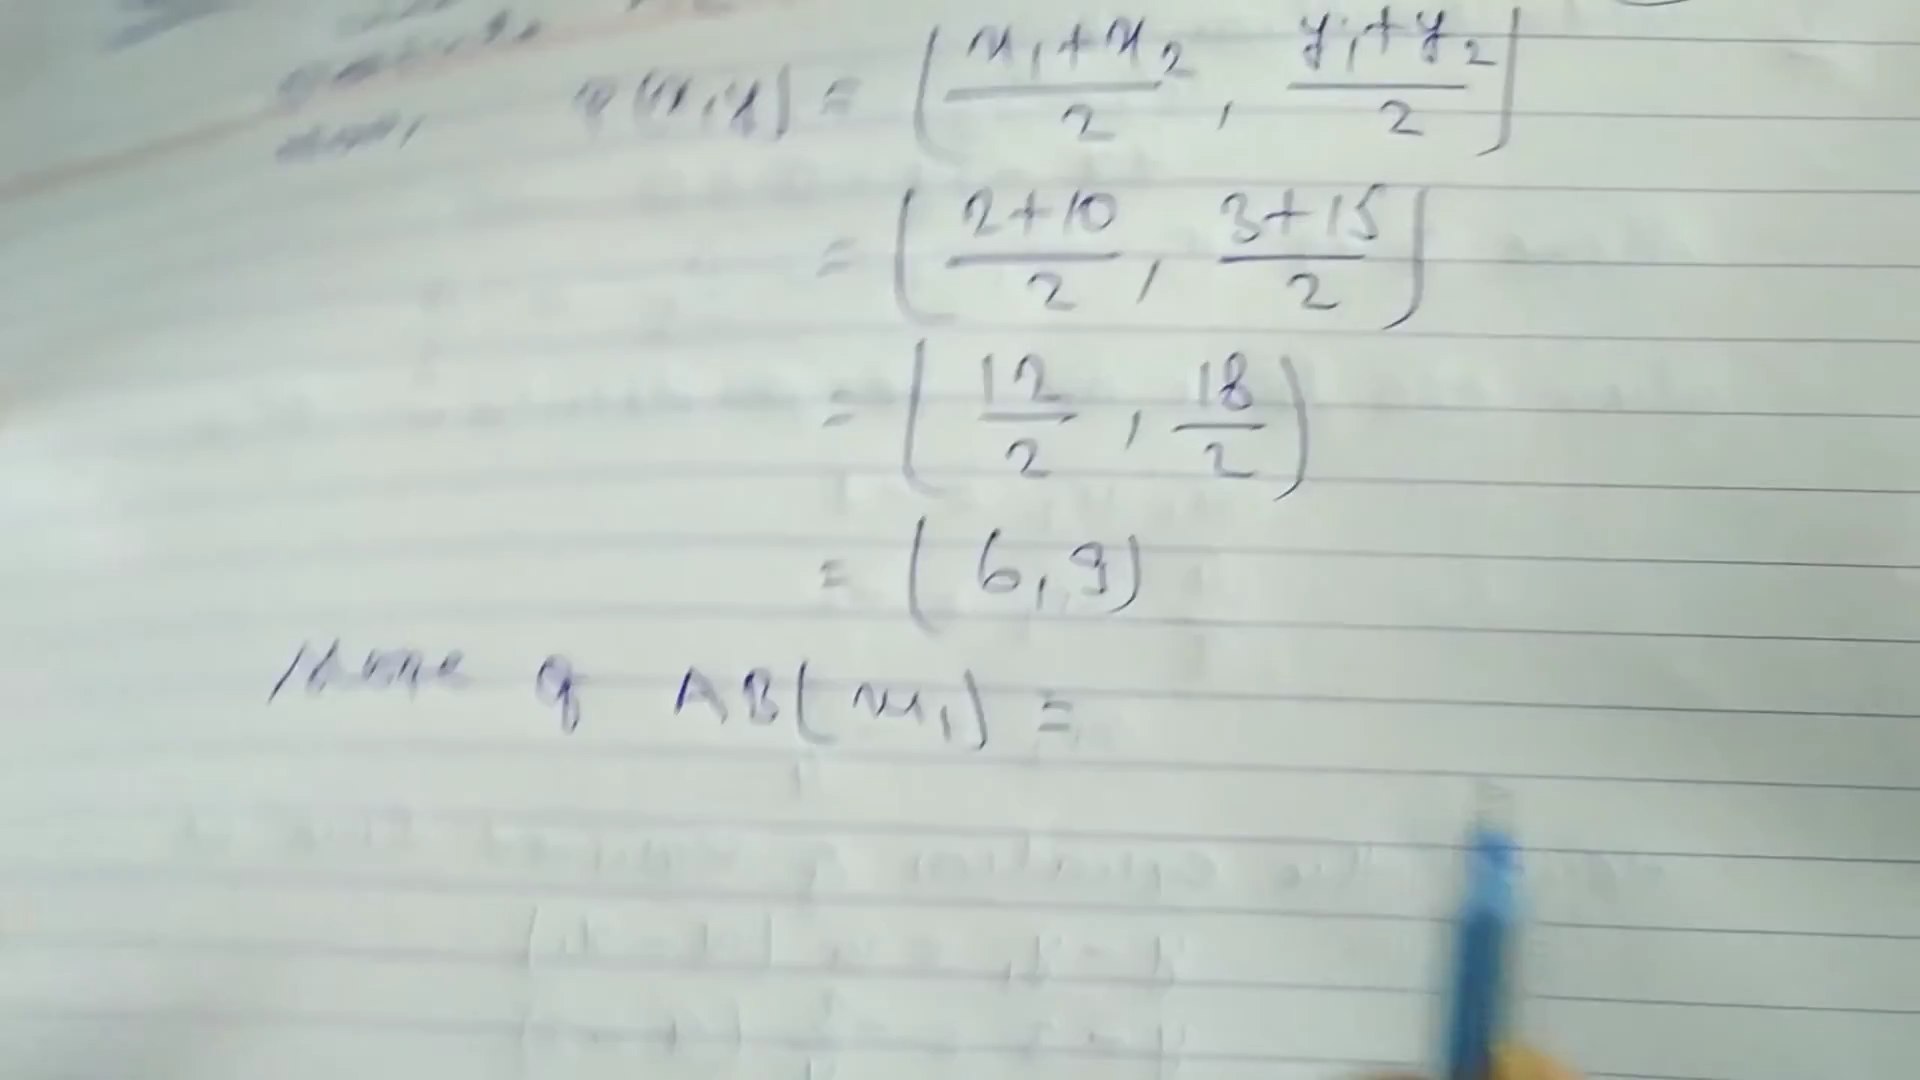 (x,y) = (x₁+x₂/2, y₁+y₂/2)
= (2+10/2, 3+15/2)
= (12/2, 18/2)
= (6,9)
of AB(m₁) =